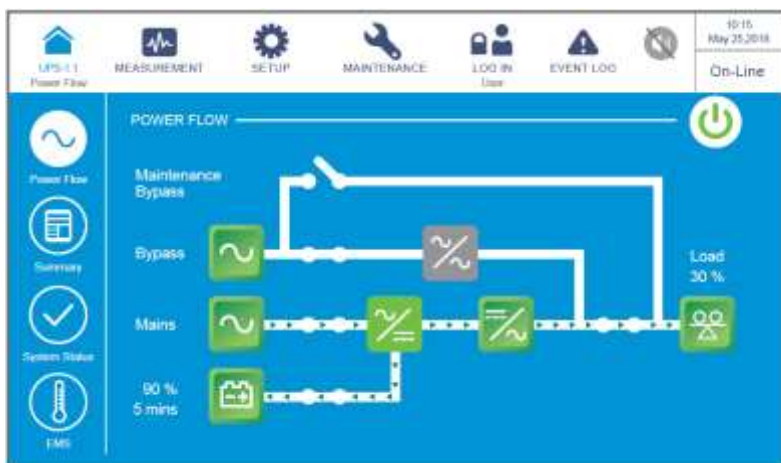 10:15
May 25,2018
UPS-1.1
Power Flow
MEASUREMENT
SETUP
MAINTENANCE
LOG IN
User
EVENT LOG
On-Line
POWER FLOW
Power Flow
Maintenance
Bypass
Summary
Bypass
Load
30 %
Mains
System Status
90 %
5 mins
EMS